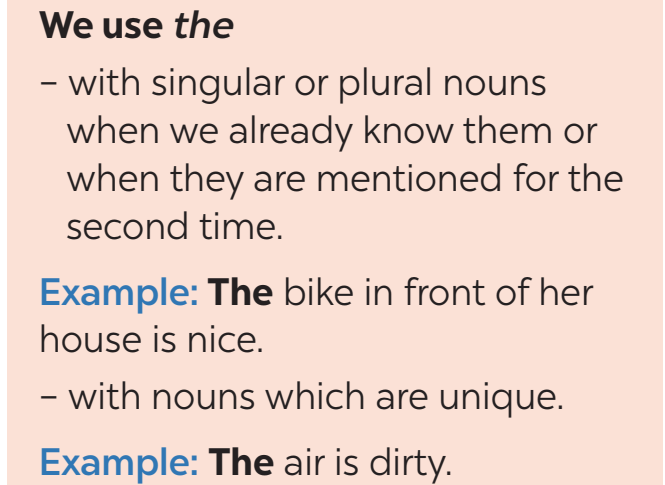 We use the
– with singular or plural nouns
when we already know them or
when they are mentioned for the
second time.
Example: The bike in front of her
house is nice.
– with nouns which are unique.
Example: The air is dirty.